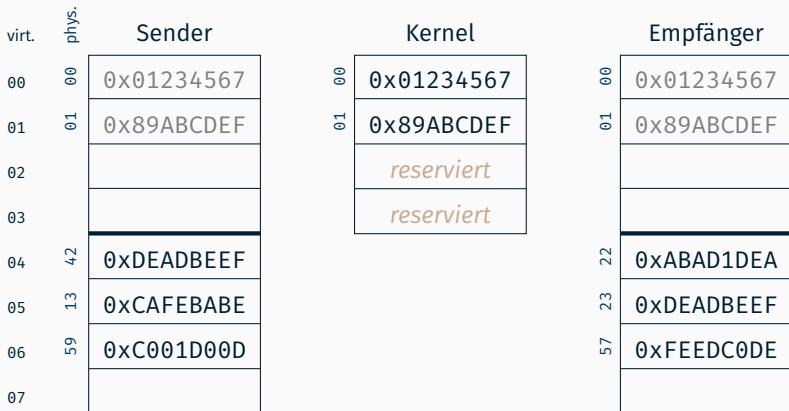 virt. phys. Sender Kernel Empfänger
00 00 0x01234567 00 0x01234567 00 0x01234567
01 01 0x89ABCDEF 01 0x89ABCDEF 01 0x89ABCDEF
02 reserviert
03 reserviert
04 42 0xDEADBEEF 22 0xABAD1DEA
05 13 0xCAFEBABE 23 0xDEADBEEF
06 59 0xC001D00D 57 0xFEEDC0DE
07